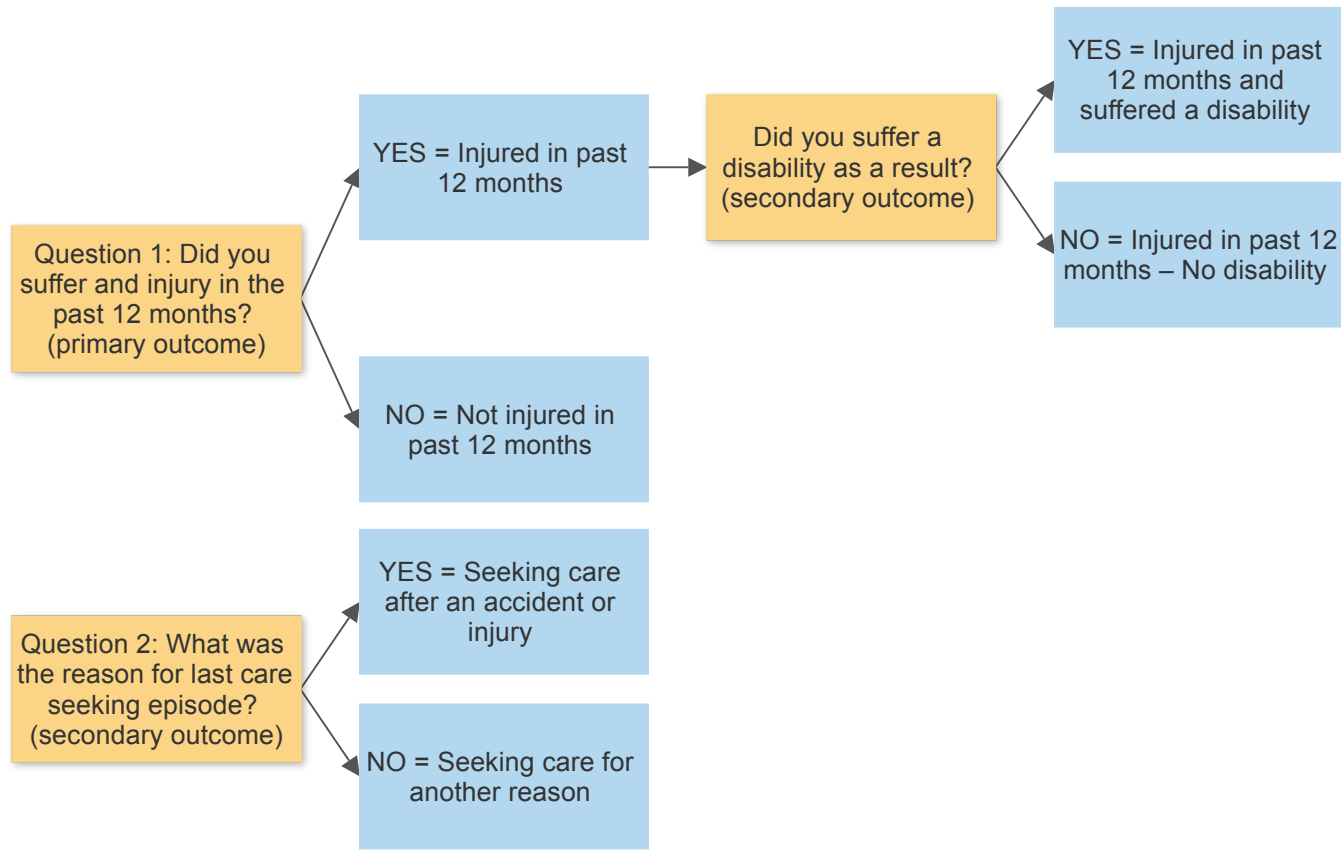 Question 1: Did you
suffer and injury in the
past 12 months?
(primary outcome)
YES = Injured in past
12 months
Did you suffer a
disability as a result?
(secondary outcome)
YES = Injured in past
12 months and
suffered a disability
NO = Injured in past 12
months – No disability
NO = Not injured in
past 12 months
Question 2: What was
the reason for last care
seeking episode?
(secondary outcome)
YES = Seeking care
after an accident or
injury
NO = Seeking care for
another reason